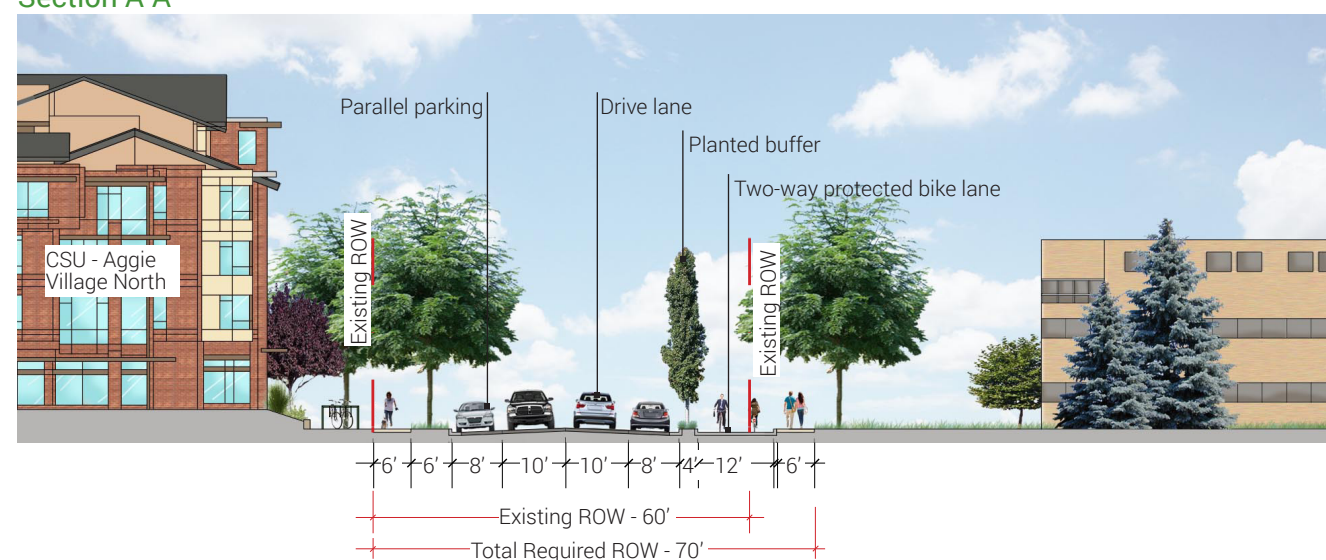 Section A-A
Parallel parking
Drive lane
Planted buffer
Two-way protected bike lane
Existing ROW
Existing ROW
CSU - Aggie
Village North
6’ 6’ 8’ 10’ 10’ 8’ 4’ 12’ 6’
Existing ROW - 60’
Total Required ROW - 70’